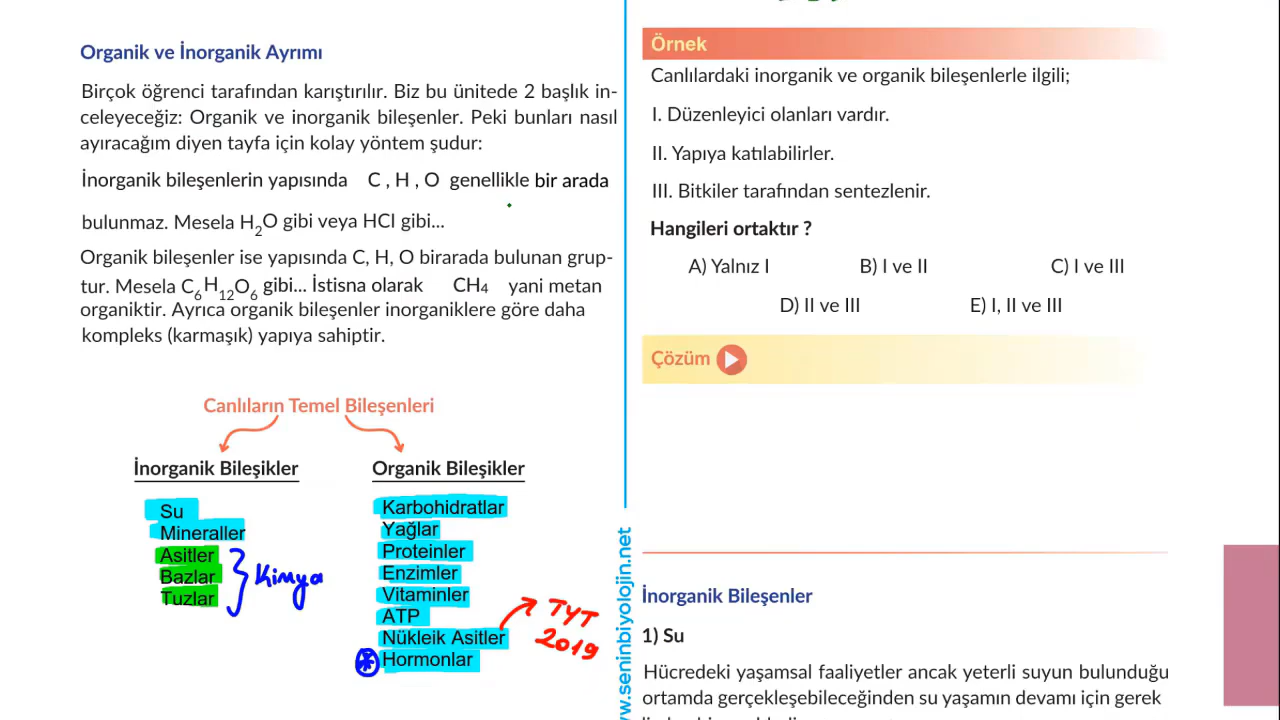 Organik ve İnorganik Ayrımı
Birçok öğrenci tarafından karıştırılır. Biz bu ünitede 2 başlık in-
celeyeceğiz: Organik ve inorganik bileşenler. Peki bunları nasıl
ayıracağım diyen tayfa için kolay yöntem şudur:
İnorganik bileşenlerin yapısında C , H , O genellikle bir arada
bulunmaz. Mesela H₂O gibi veya HCI gibi...
Organik bileşenler ise yapısında C, H, O birarada bulunan grup-
tur. Mesela C₆H₁₂O₆ gibi... İstisna olarak CH₄ yani metan
organiktir. Ayrıca organik bileşenler inorganiklere göre daha
kompleks (karmaşık) yapıya sahiptir.
Canlıların Temel Bileşenleri
İnorganik Bileşikler
Su
Mineraller
Asitler
Bazlar
Tuzlar
Kimya
Organik Bileşikler
Karbohidratlar
Yağlar
Proteinler
Enzimler
Vitaminler
ATP
Nükleik Asitler
Hormonlar
TYT
2019
Örnek
Canlılardaki inorganik ve organik bileşenlerle ilgili;
I. Düzenleyici olanları vardır.
II. Yapıya katılabilirler.
III. Bitkiler tarafından sentezlenir.
Hangileri ortaktır ?
A) Yalnız I B) I ve II C) I ve III
D) II ve III E) I, II ve III
Çözüm
İnorganik Bileşenler
1) Su
Hücredeki yaşamsal faaliyetler ancak yeterli suyun bulunduğu
ortamda gerçekleşebileceğinden su yaşamın devamı için gerek
w.seninbiyolojin.net